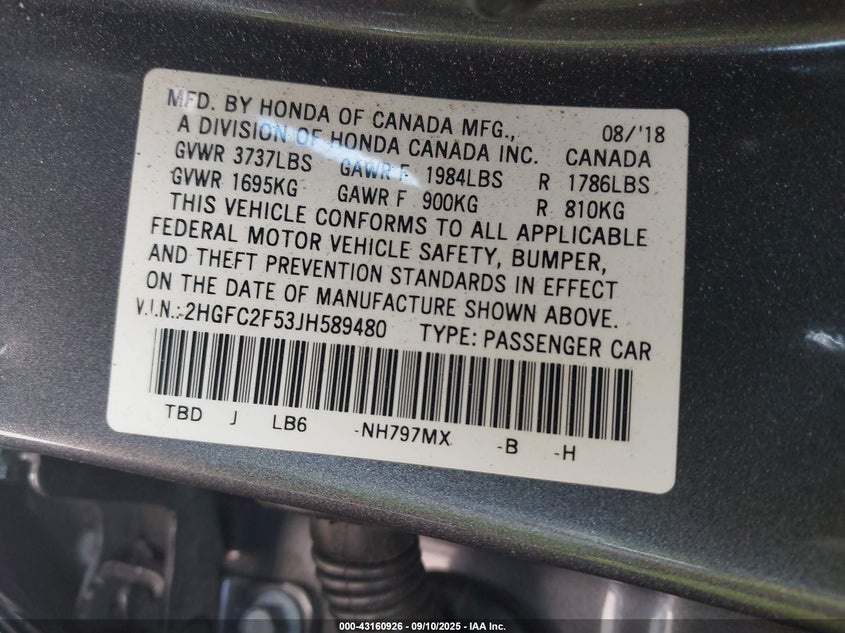 MFD. BY HONDA OF CANADA MFG., 08/'18
A DIVISION OF HONDA CANADA INC. CANADA
GVWR 3737LBS GAWR F 1984LBS R 1786LBS
GVWR 1695KG GAWR F 900KG R 810KG
THIS VEHICLE CONFORMS TO ALL APPLICABLE
FEDERAL MOTOR VEHICLE SAFETY, BUMPER,
AND THEFT PREVENTION STANDARDS IN EFFECT
ON THE DATE OF MANUFACTURE SHOWN ABOVE.
V.I.N.:2HGFC2F53JH589480 TYPE: PASSENGER CAR
TBD J LB6 -NH797MX -B -H
000-43160926 - 09/10/2025 - IAA Inc.